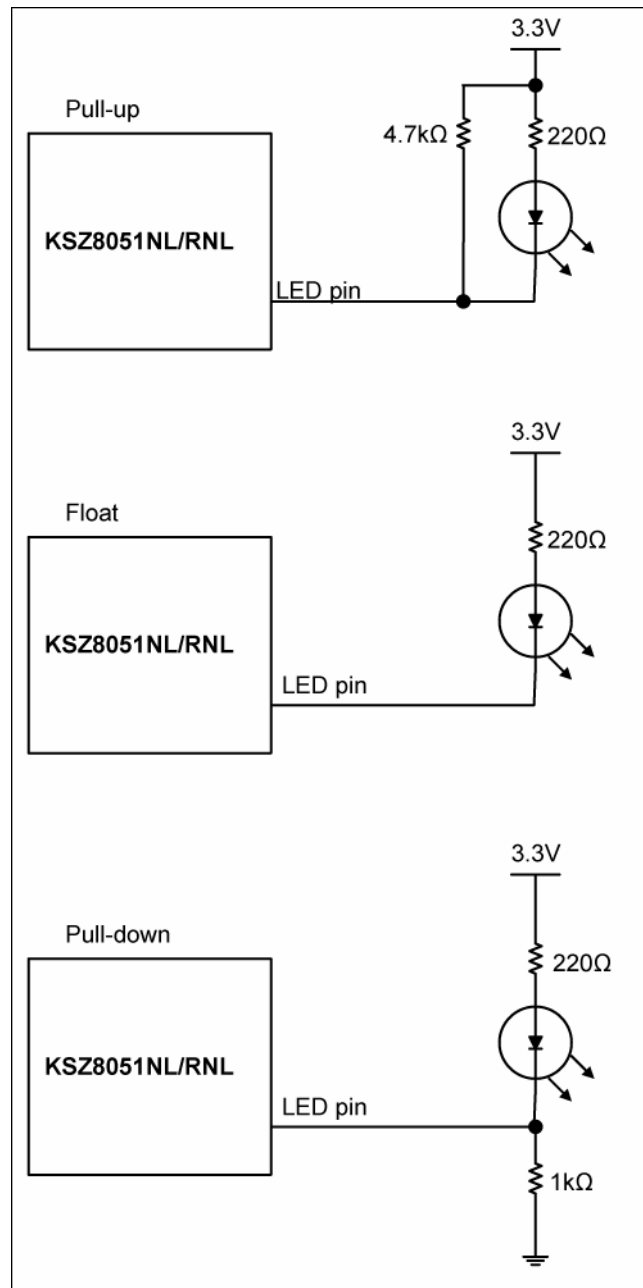 3.3V
Pull-up
4.7kΩ
220Ω
KSZ8051NL/RNL
LED pin
3.3V
Float
220Ω
KSZ8051NL/RNL
LED pin
3.3V
Pull-down
220Ω
KSZ8051NL/RNL
LED pin
1kΩ